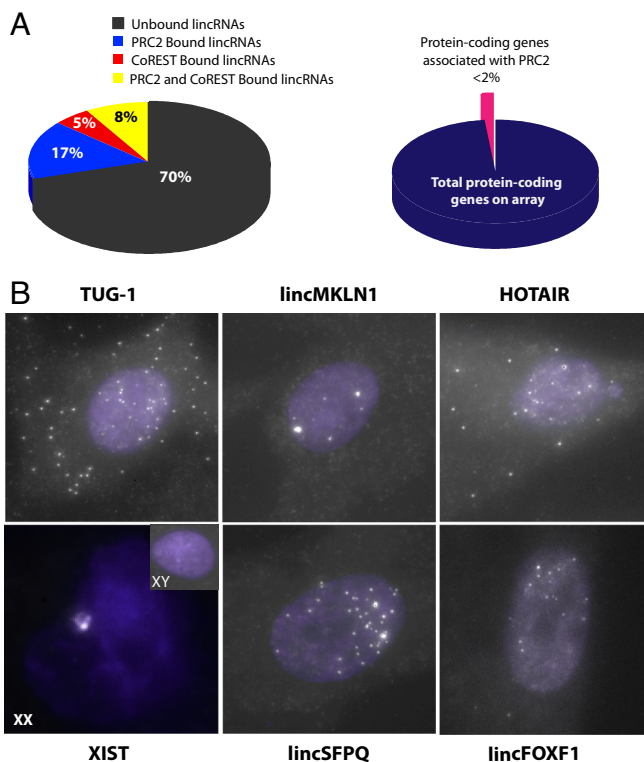 A
Unbound lincRNAs
PRC2 Bound lincRNAs
CoREST Bound lincRNAs
PRC2 and CoREST Bound lincRNAs
8%
5%
17%
70%
Protein-coding genes
associated with PRC2
<2%
Total protein-coding
genes on array
B
TUG-1
lincMKLN1
HOTAIR
XY
XX
XIST
lincSFPQ
lincFOXF1